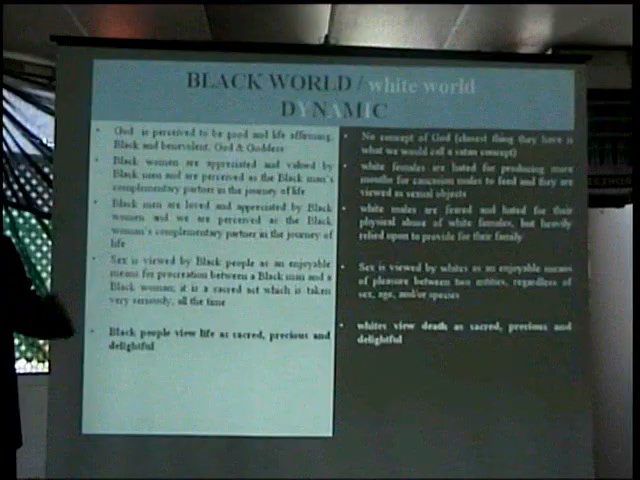 BLACK WORLD / white world
DYNAMIC
God is perceived to be good and life affirming,
Black and benevolent, God & Goddess
Black women are appreciated and valued by
Black men and are perceived as the Black man's
complementary partner in the journey of life
Black men are loved and appreciated by Black
women and we are perceived as the Black
woman's complementary partner in the journey of
life
Sex is viewed by Black people as an enjoyable
means for procreation between a Black man and a
Black woman; it is a sacred act which is taken
very seriously, all the time
Black people view life as sacred, precious and
delightful
No concept of God (closest thing they have is
what we would call a satan concept)
white females are hated for producing more
mouths for caucasian males to feed and they are
viewed as sexual objects
white males are feared and hated for their
physical abuse of white females, but heavily
relied upon to provide for their family
Sex is viewed by whites as an enjoyable means
of pleasure between two entities, regardless of
sex, age, and/or species
whites view death as sacred, precious and
delightful